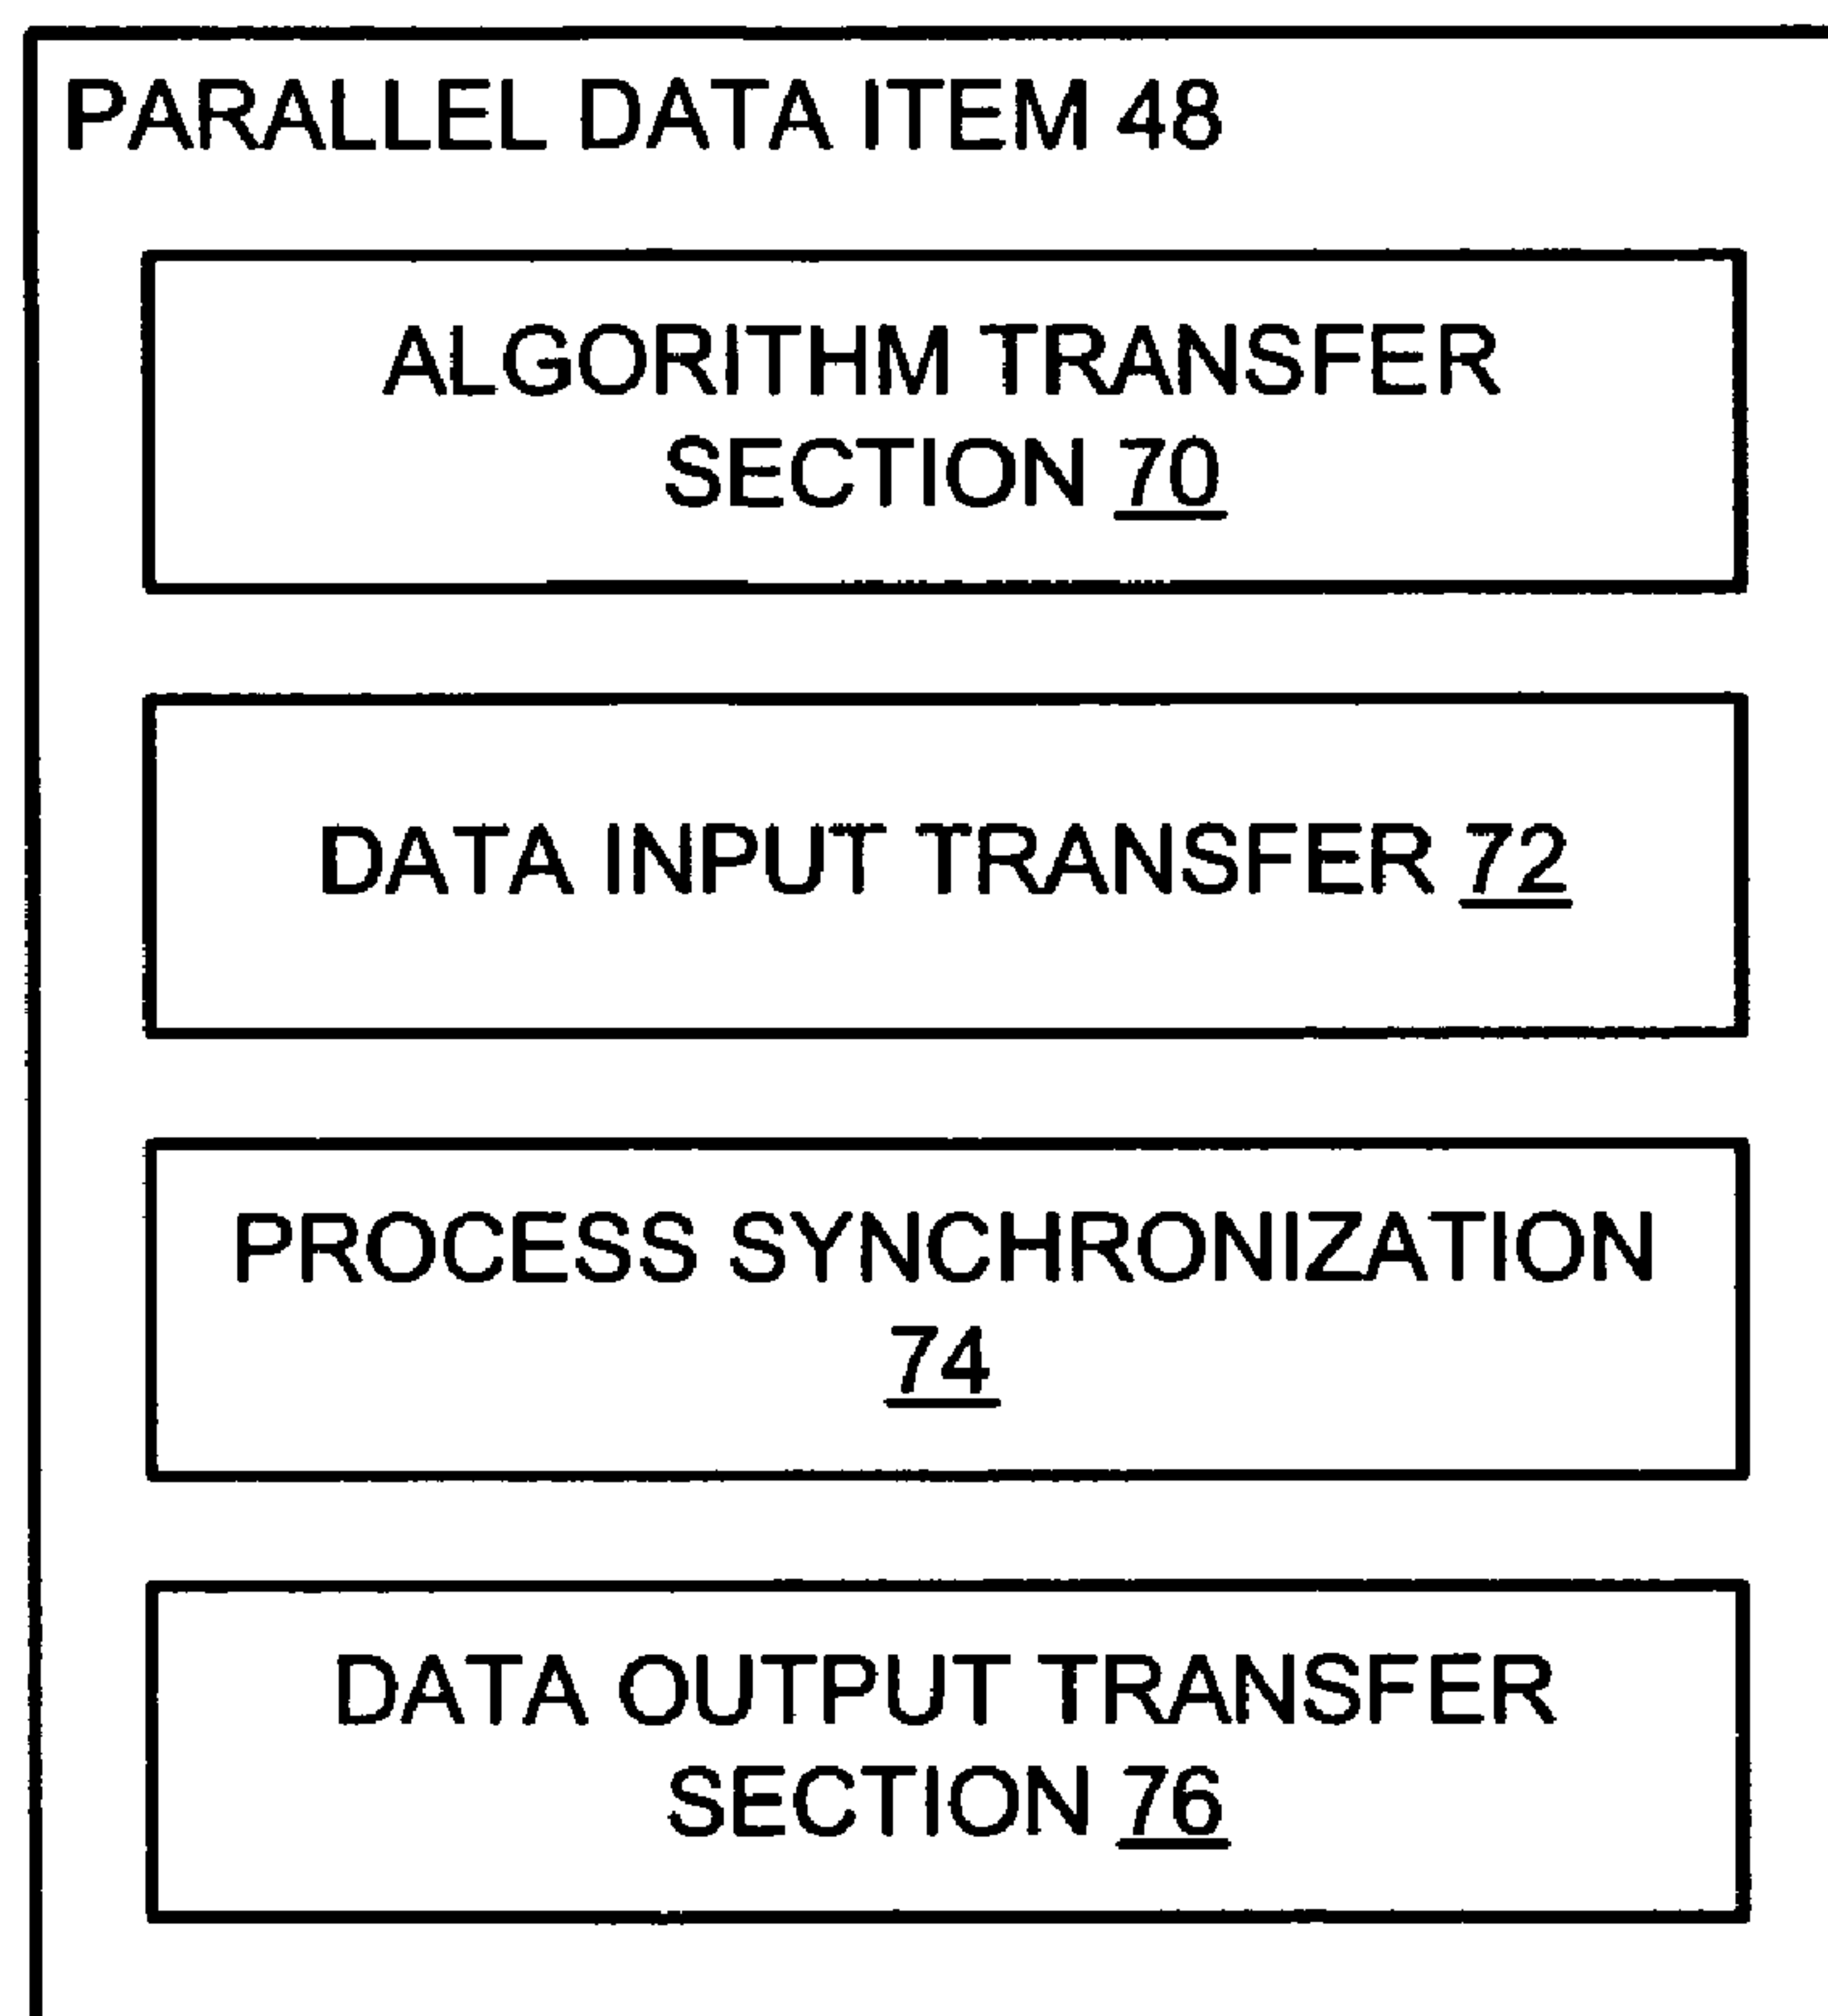 PARALLEL DATA ITEM 48
ALGORITHM TRANSFER
SECTION 70
DATA INPUT TRANSFER 72
PROCESS SYNCHRONIZATION
74
DATA OUTPUT TRANSFER
SECTION 76